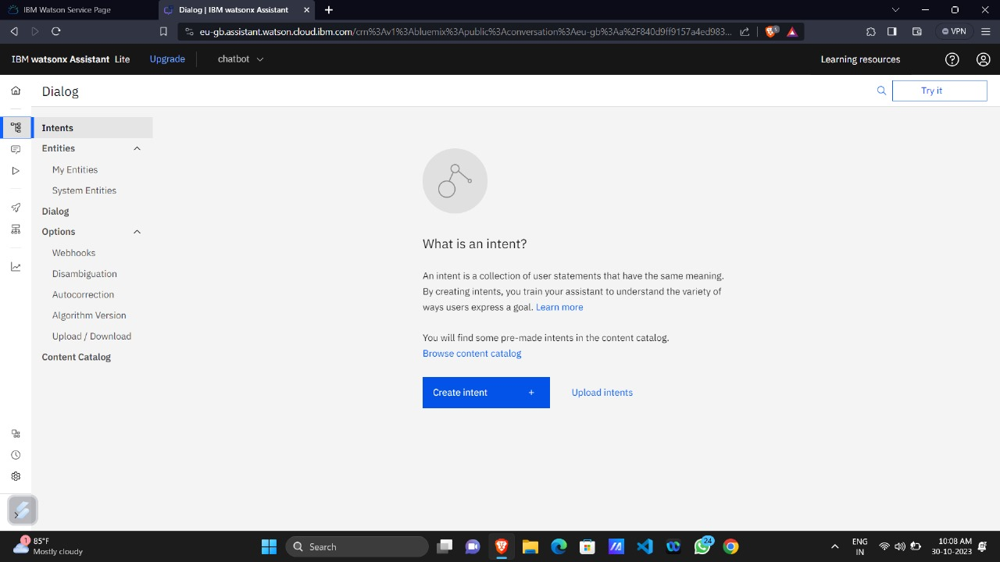 IBM Watson Service Page
Dialog | IBM watsonx Assistant
eu-gb.assistant.watson.cloud.ibm.com/crn%3Av1%3Abluemix%3Apublic%3Aconversation%3Aeu-gb%3Aa%2F840d9ff9157a4ed983...
5
VPN
IBM watsonx Assistant Lite
Upgrade
chatbot
Learning resources
Dialog
Try it
Intents
Entities
My Entities
System Entities
Dialog
Options
Webhooks
Disambiguation
Autocorrection
Algorithm Version
Upload / Download
Content Catalog
What is an intent?
An intent is a collection of user statements that have the same meaning.
By creating intents, you train your assistant to understand the variety of
ways users express a goal. Learn more
You will find some pre-made intents in the content catalog.
Browse content catalog
Create intent +
Upload intents
1
85°F
Mostly cloudy
Search
24
ENG
IN
10:08 AM
30-10-2023